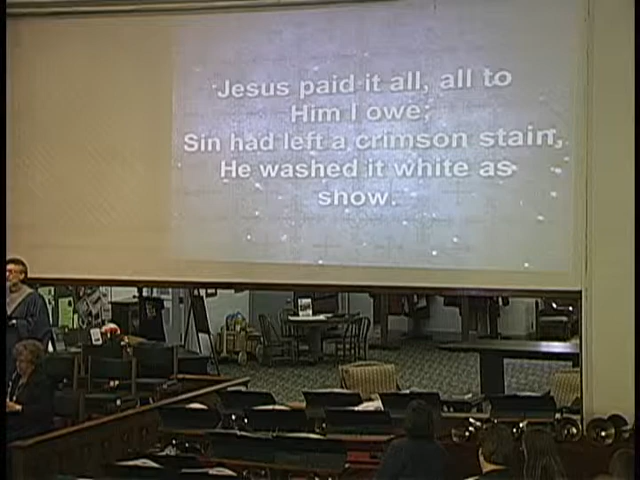 Jesus paid it all, all to
Him I owe;
Sin had left a crimson stain,
He washed it white as
snow.